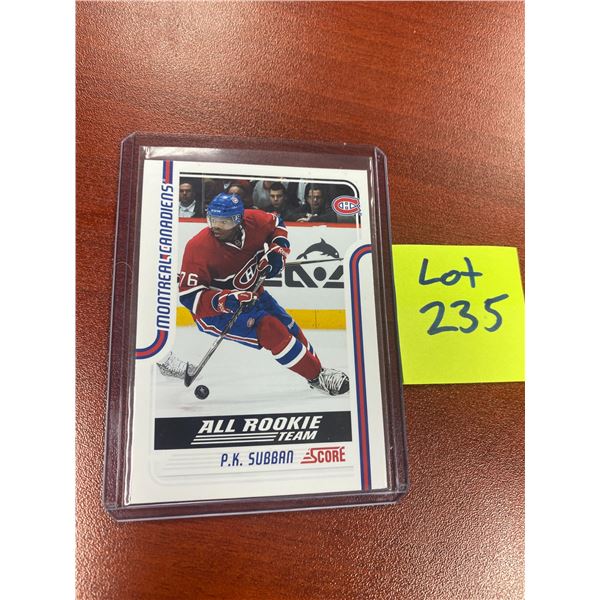 MONTREAL CANADIENS
76
ALL ROOKIE
TEAM
P.K. SUBBAN
SCORE
Lot
235